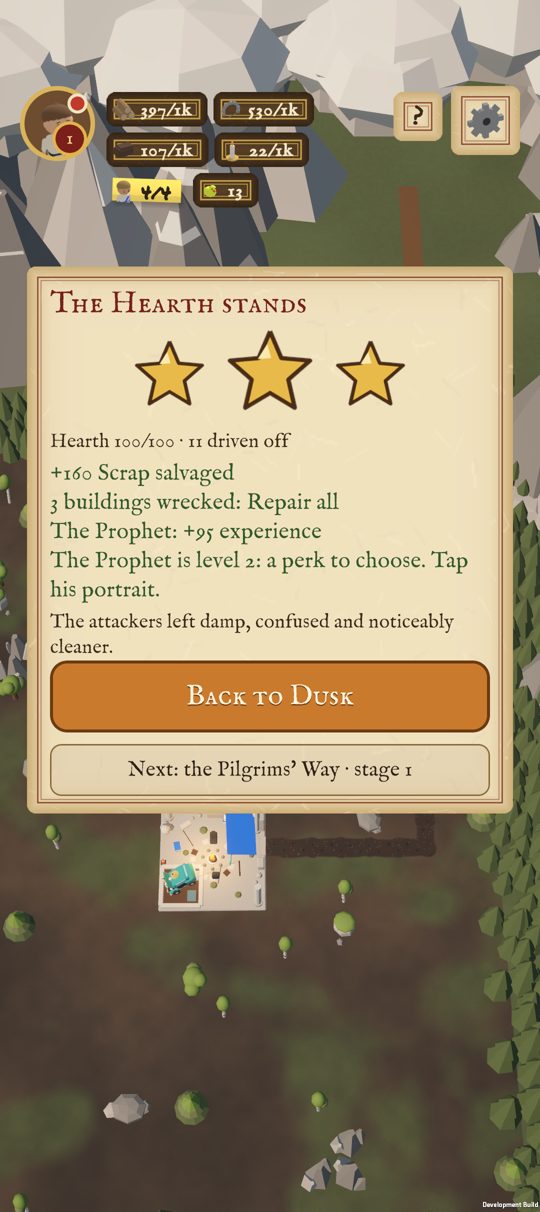 397/1k
530/1k
?
1
107/1k
22/1k
4/4
13
The Hearth stands
Hearth 100/100 · 11 driven off
+160 Scrap salvaged
3 buildings wrecked: Repair all
The Prophet: +95 experience
The Prophet is level 2: a perk to choose. Tap
his portrait.
The attackers left damp, confused and noticeably
cleaner.
Back to Dusk
Next: the Pilgrims' Way · stage 1
Development Build